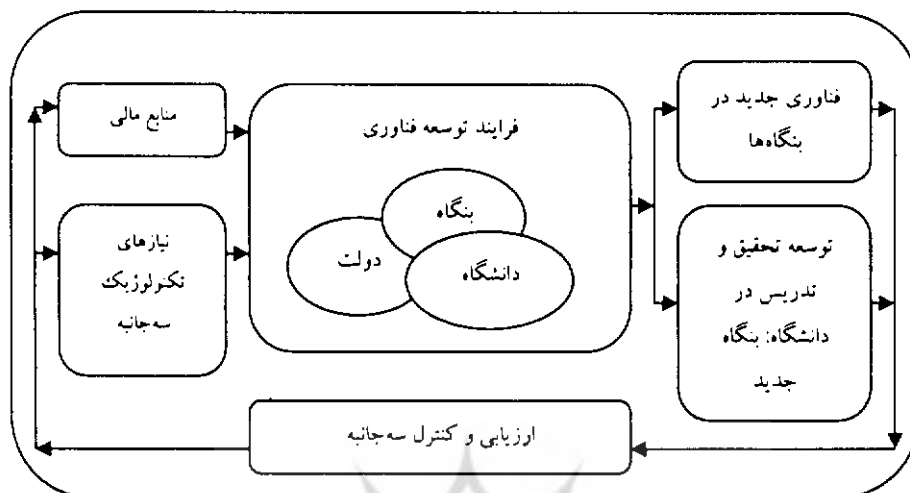 منابع مالی
نیازهای
تکنولوژیک
سه‌جانبه
فرایند توسعه فناوری
بنگاه
دولت
دانشگاه
فناوری جدید در
بنگاه‌ها
توسعه تحقیق و
تدریس در
دانشگاه: بنگاه
جدید
ارزیابی و کنترل سه‌جانبه